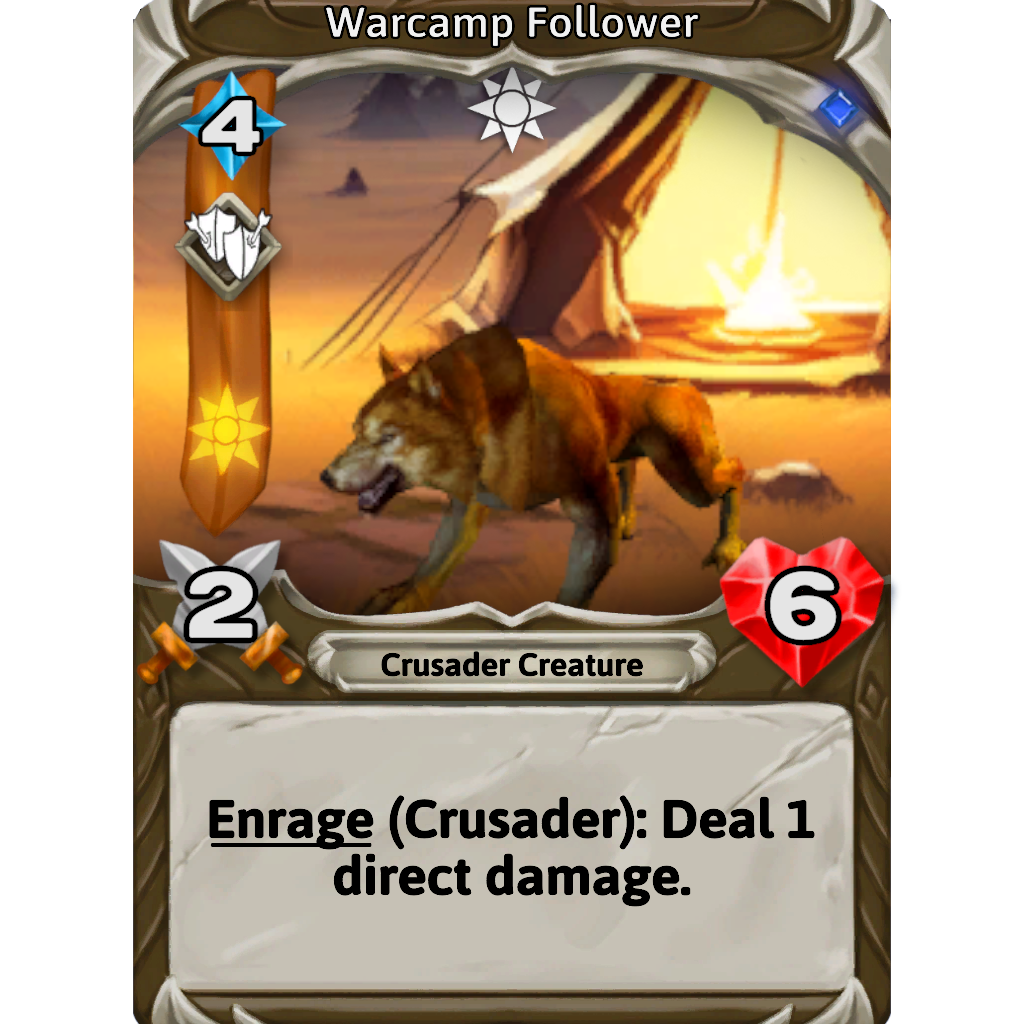 Warcamp Follower
4
2
6
Crusader Creature
Enrage (Crusader): Deal 1
direct damage.